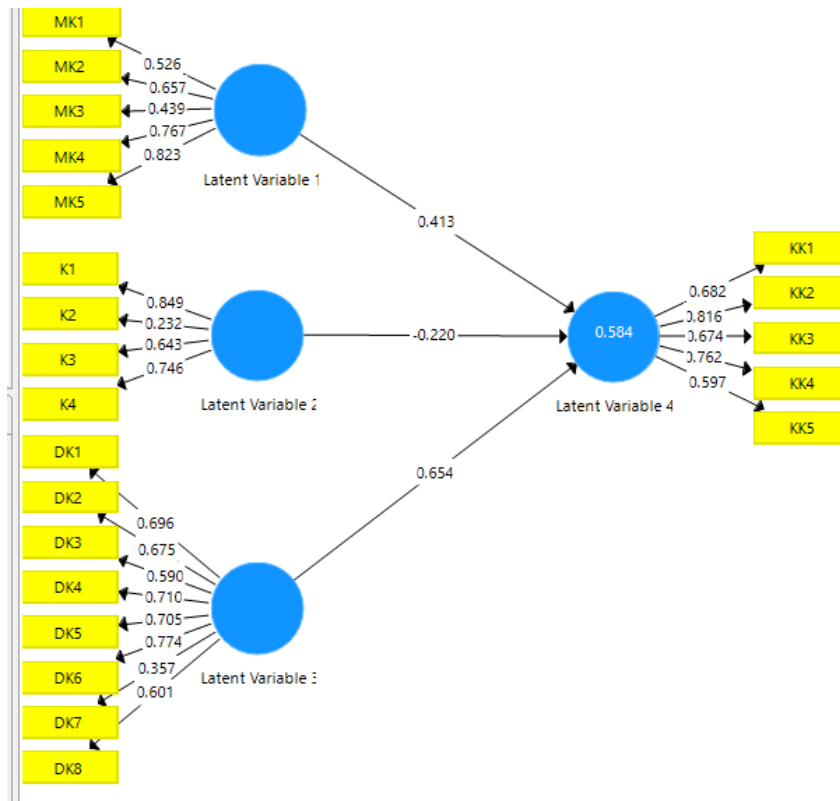 MK1
MK2
MK3
MK4
MK5
0.526
0.657
0.439
0.767
0.823
Latent Variable 1
0.413
K1
K2
K3
K4
0.849
0.232
0.643
0.746
Latent Variable 2
-0.220
DK1
DK2
DK3
DK4
DK5
DK6
DK7
DK8
0.696
0.675
0.590
0.710
0.705
0.774
0.357
0.601
Latent Variable 3
0.654
0.584
Latent Variable 4
0.682
0.816
0.674
0.762
0.597
KK1
KK2
KK3
KK4
KK5